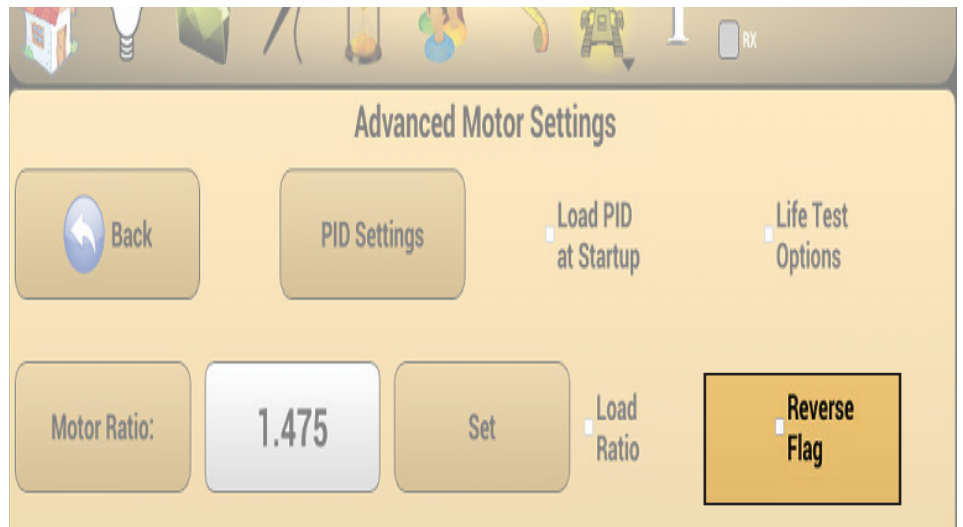 RX
Advanced Motor Settings
Back
PID Settings
Load PID
at Startup
Life Test
Options
Motor Ratio:
1.475
Set
Load
Ratio
Reverse
Flag